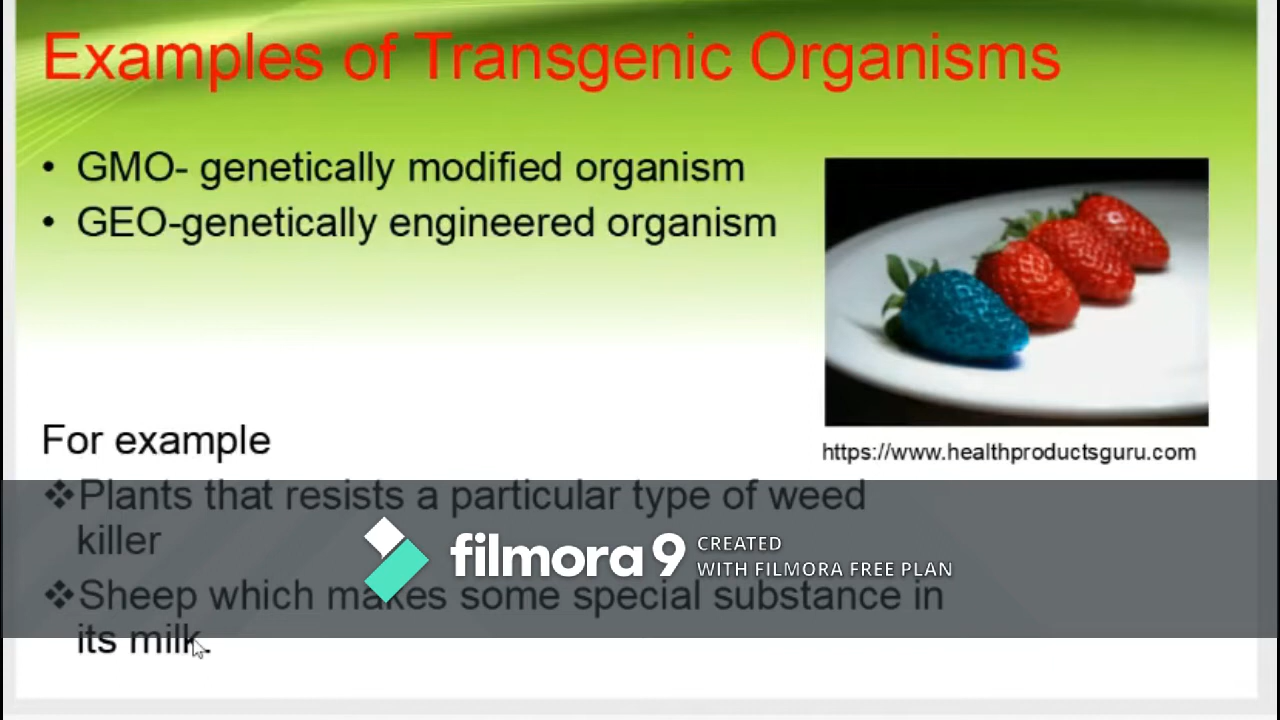 Examples of Transgenic Organisms
• GMO- genetically modified organism
• GEO-genetically engineered organism
https://www.healthproductsguru.com
For example
❖Plants that resists a particular type of weed
killer
❖Sheep which makes some special substance in
its milk.
filmora9
CREATED
WITH FILMORA FREE PLAN